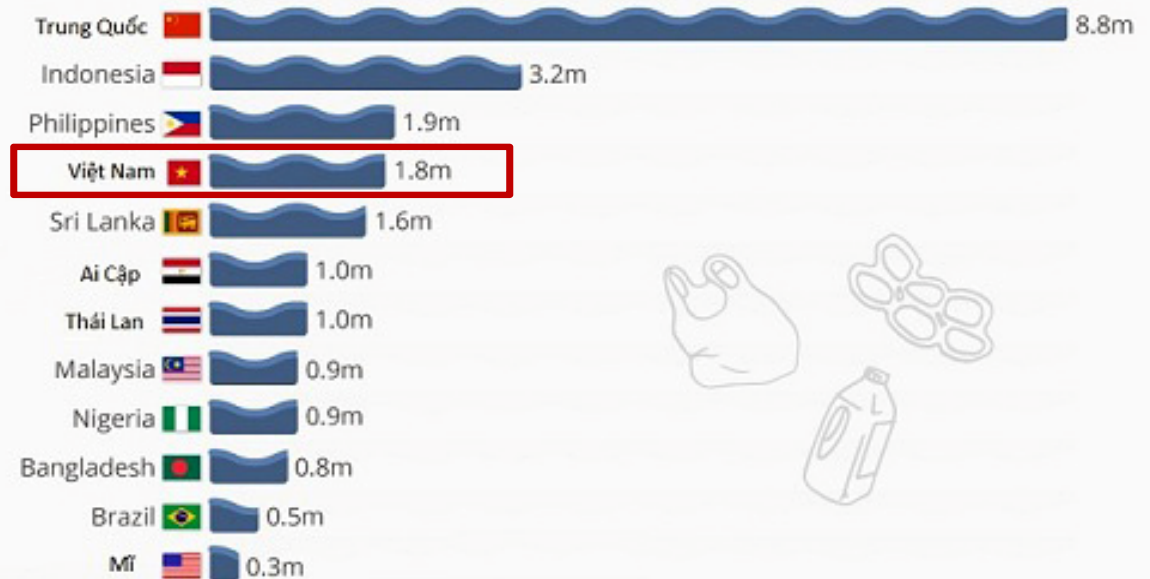 Trung Quốc 8.8m
Indonesia 3.2m
Philippines 1.9m
Việt Nam 1.8m
Sri Lanka 1.6m
Ai Cập 1.0m
Thái Lan 1.0m
Malaysia 0.9m
Nigeria 0.9m
Bangladesh 0.8m
Brazil 0.5m
Mĩ 0.3m